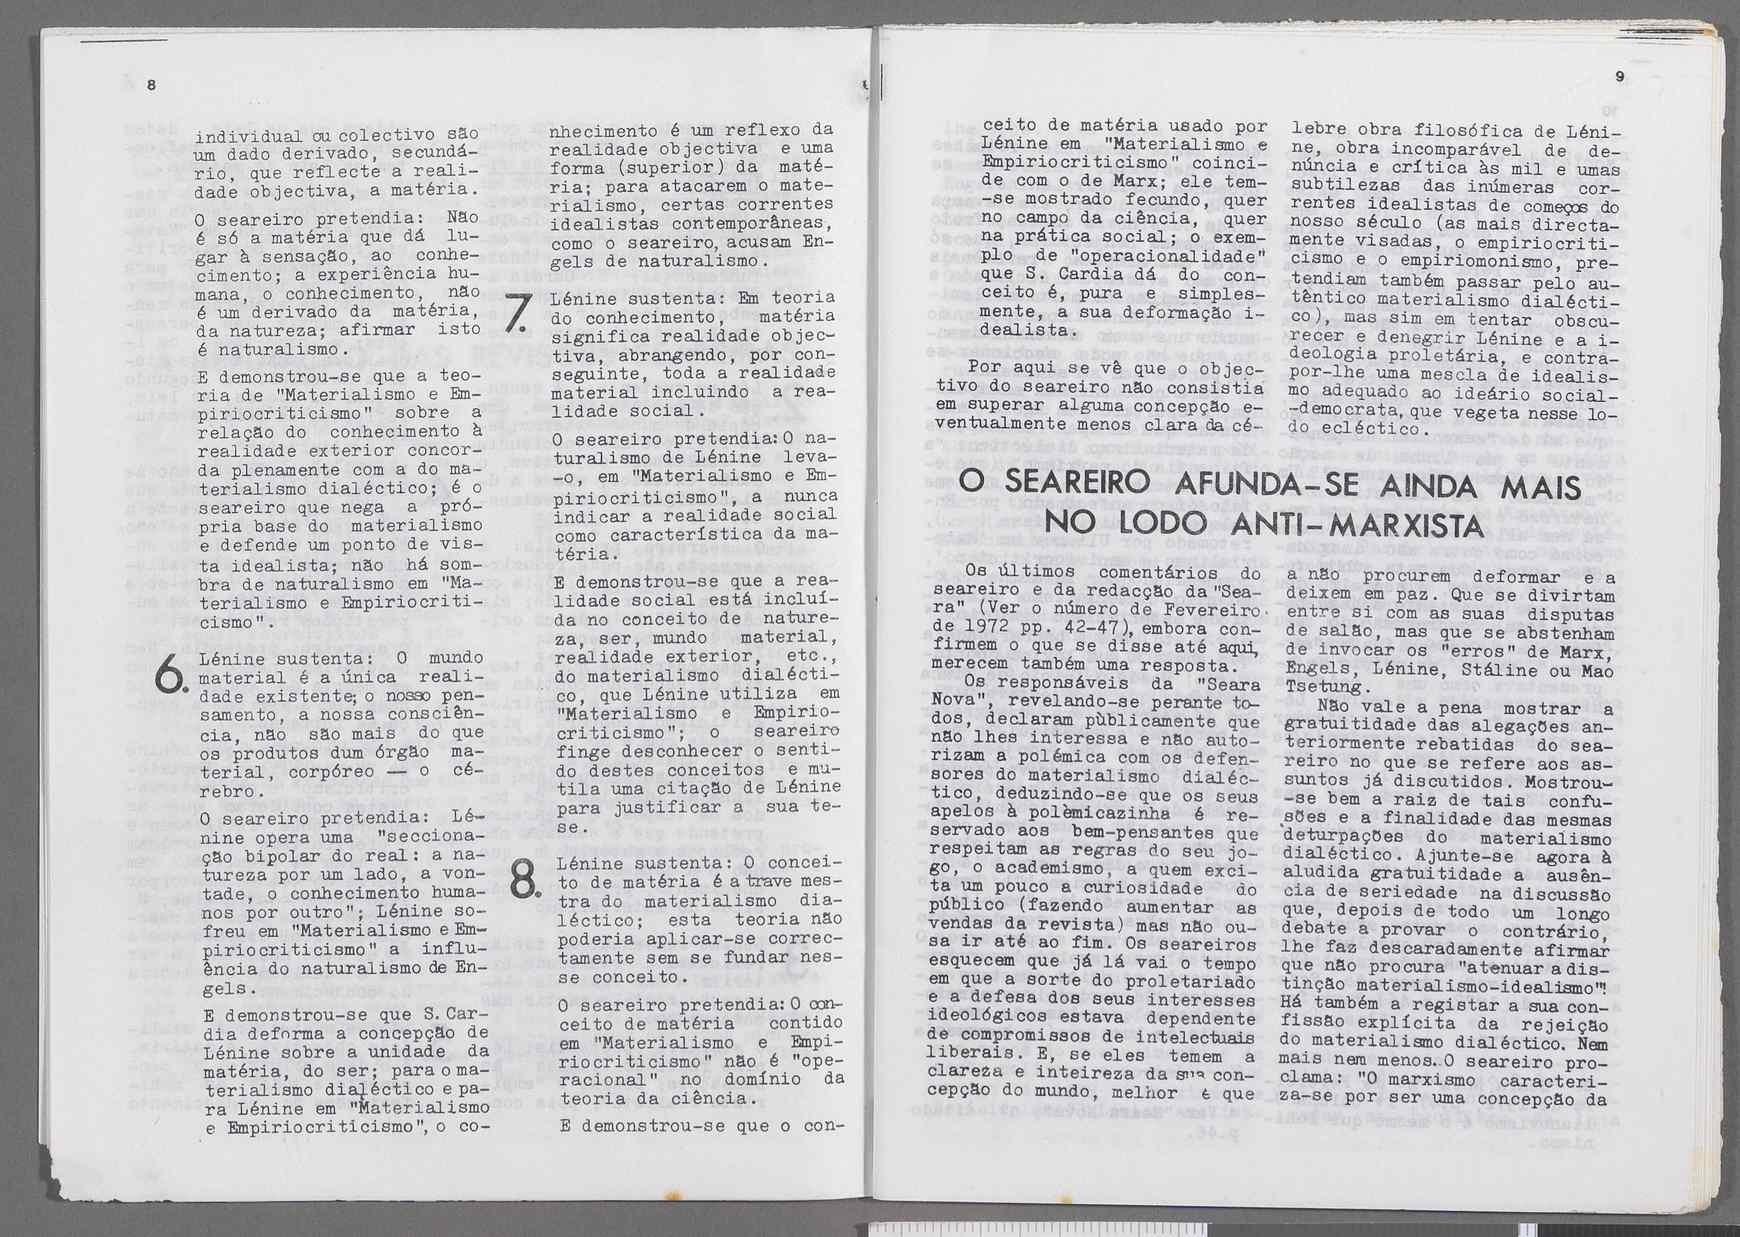 8
individual ou colectivo são
um dado derivado, secundá-
rio, que reflecte a reali-
dade objectiva, a matéria.
O seareiro pretendia: Não
é só a matéria que dá lu-
gar à sensação, ao conhe-
cimento; a experiência hu-
mana, o conhecimento, não
é um derivado da matéria,
da natureza; afirmar isto
é naturalismo.
E demonstrou-se que a teo-
ria de "Materialismo e Em-
piriocriticismo" sobre a
relação do conhecimento à
realidade exterior concor-
da plenamente com a do ma-
terialismo dialéctico; é o
seareiro que nega a pró-
pria base do materialismo
e defende um ponto de vis-
ta idealista; não há som-
bra de naturalismo em "Ma-
terialismo e Empiriocriti-
cismo".
6.
Lénine sustenta: O mundo
material é a única reali-
dade existente; o nosso pen-
samento, a nossa consciên-
cia, não são mais do que
os produtos dum órgão ma-
terial, corpóreo — o cé-
rebro.
O seareiro pretendia: Lé-
nine opera uma "secciona-
ção bipolar do real: a na-
tureza por um lado, a von-
tade, o conhecimento huma-
nos por outro"; Lénine so-
freu em "Materialismo e Em-
piriocriticismo" a influ-
ência do naturalismo de En-
gels.
E demonstrou-se que S. Car-
dia deforma a concepção de
Lénine sobre a unidade da
matéria, do ser; para o ma-
terialismo dialéctico e pa-
ra Lénine em "Materialismo
e Empiriocriticismo", o co-
nhecimento é um reflexo da
realidade objectiva e uma
forma (superior) da maté-
ria; para atacarem o mate-
rialismo, certas correntes
idealistas contemporâneas,
como o seareiro, acusam En-
gels de naturalismo.
7.
Lénine sustenta: Em teoria
do conhecimento, matéria
significa realidade objec-
tiva, abrangendo, por con-
seguinte, toda a realidade
material incluindo a rea-
lidade social.
O seareiro pretendia: O na-
turalismo de Lénine leva-
-o, em "Materialismo e Em-
piriocriticismo", a nunca
indicar a realidade social
como característica da ma-
téria.
E demonstrou-se que a rea-
lidade social está incluí-
da no conceito de nature-
za, ser, mundo material,
realidade exterior, etc.,
do materialismo dialécti-
co, que Lénine utiliza em
"Materialismo e Empirio-
criticismo"; o seareiro
finge desconhecer o senti-
do destes conceitos e mu-
tila uma citação de Lénine
para justificar a sua te-
se.
8.
Lénine sustenta: O concei-
to de matéria é a trave mes-
tra do materialismo dia-
léctico; esta teoria não
poderia aplicar-se correc-
tamente sem se fundar nes-
se conceito.
O seareiro pretendia: O con-
ceito de matéria contido
em "Materialismo e Empi-
riocriticismo" não é "ope-
racional" no domínio da
teoria da ciência.
E demonstrou-se que o con-
9
ceito de matéria usado por
Lénine em "Materialismo e
Empiriocriticismo" coinci-
de com o de Marx; ele tem-
-se mostrado fecundo, quer
no campo da ciência, quer
na prática social; o exem-
plo de "operacionalidade"
que S. Cardia dá do con-
ceito é, pura e simples-
mente, a sua deformação i-
dealista.
Por aqui se vê que o objec-
tivo do seareiro não consistia
em superar alguma concepção e-
ventualmente menos clara da cé-
lebre obra filosófica de Léni-
ne, obra incomparável de de-
núncia e crítica às mil e umas
subtilezas das inúmeras cor-
rentes idealistas de começos do
nosso século (as mais directa-
mente visadas, o empiriocriti-
cismo e o empiriomonismo, pre-
tendiam também passar pelo au-
têntico materialismo dialécti-
co), mas sim em tentar obscu-
recer e denegrir Lénine e a i-
deologia proletária, e contra-
por-lhe uma mescla de idealis-
mo adequado ao ideário social-
-democrata, que vegeta nesse lo-
do ecléctico.
O SEAREIRO AFUNDA-SE AINDA MAIS
NO LODO ANTI-MARXISTA
Os últimos comentários do
seareiro e da redacção da "Sea-
ra" (Ver o número de Fevereiro
de 1972 pp. 42-47), embora con-
firmem o que se disse até aqui,
merecem também uma resposta.
Os responsáveis da "Seara
Nova", revelando-se perante to-
dos, declaram pùblicamente que
não lhes interessa e não auto-
rizam a polémica com os defen-
sores do materialismo dialéc-
tico, deduzindo-se que os seus
apelos à polèmicazinha é re-
servado aos bem-pensantes que
respeitam as regras do seu jo-
go, o academismo, a quem exci-
ta um pouco a curiosidade do
público (fazendo aumentar as
vendas da revista) mas não ou-
sa ir até ao fim. Os seareiros
esquecem que já lá vai o tempo
em que a sorte do proletariado
e a defesa dos seus interesses
ideológicos estava dependente
de compromissos de intelectuais
liberais. E, se eles temem a
clareza e inteireza da sua con-
cepção do mundo, melhor é que
a não procurem deformar e a
deixem em paz. Que se divirtam
entre si com as suas disputas
de salão, mas que se abstenham
de invocar os "erros" de Marx,
Engels, Lénine, Stáline ou Mao
Tsetung.
Não vale a pena mostrar a
gratuitidade das alegações an-
teriormente rebatidas do sea-
reiro no que se refere aos as-
suntos já discutidos. Mostrou-
-se bem a raiz de tais confu-
sões e a finalidade das mesmas
deturpações do materialismo
dialéctico. Ajunte-se agora à
aludida gratuitidade a ausên-
cia de seriedade na discussão
que, depois de todo um longo
debate a provar o contrário,
lhe faz descaradamente afirmar
que não procura "atenuar a dis-
tinção materialismo-idealismo"!
Há também a registar a sua con-
fissão explícita da rejeição
do materialismo dialéctico. Nem
mais nem menos. O seareiro pro-
clama: "O marxismo caracteri-
za-se por ser uma concepção da